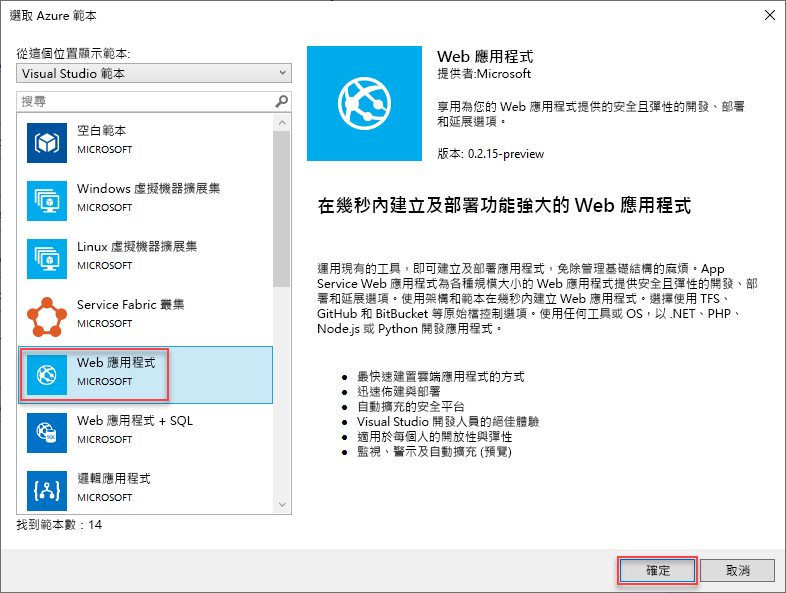 選取 Azure 範本
從這個位置顯示範本:
Visual Studio 範本
搜尋
空白範本
MICROSOFT
Windows 虛擬機器擴展集
MICROSOFT
Linux 虛擬機器擴展集
MICROSOFT
Service Fabric 叢集
MICROSOFT
Web 應用程式
MICROSOFT
Web 應用程式 + SQL
MICROSOFT
邏輯應用程式
MICROSOFT
找到範本數：14
Web 應用程式
提供者:Microsoft
享用為您的 Web 應用程式提供的安全且彈性的開發、部署
和延展選項。
版本: 0.2.15-preview
在幾秒內建立及部署功能強大的 Web 應用程式
運用現有的工具，即可建立及部署應用程式，免除管理基礎結構的麻煩。App
Service Web 應用程式為各種規模大小的 Web 應用程式提供安全且彈性的開發、部
署和延展選項。使用架構和範本在幾秒內建立 Web 應用程式。選擇使用 TFS、
GitHub 和 BitBucket 等原始檔控制選項。使用任何工具或 OS，以 .NET、PHP、
Node.js 或 Python 開發應用程式。
● 最快速建置雲端應用程式的方式
● 迅速佈建與部署
● 自動擴充的安全平台
● Visual Studio 開發人員的絕佳體驗
● 適用於每個人的開放性與彈性
● 監視、警示及自動擴充 (預覽)
確定
取消